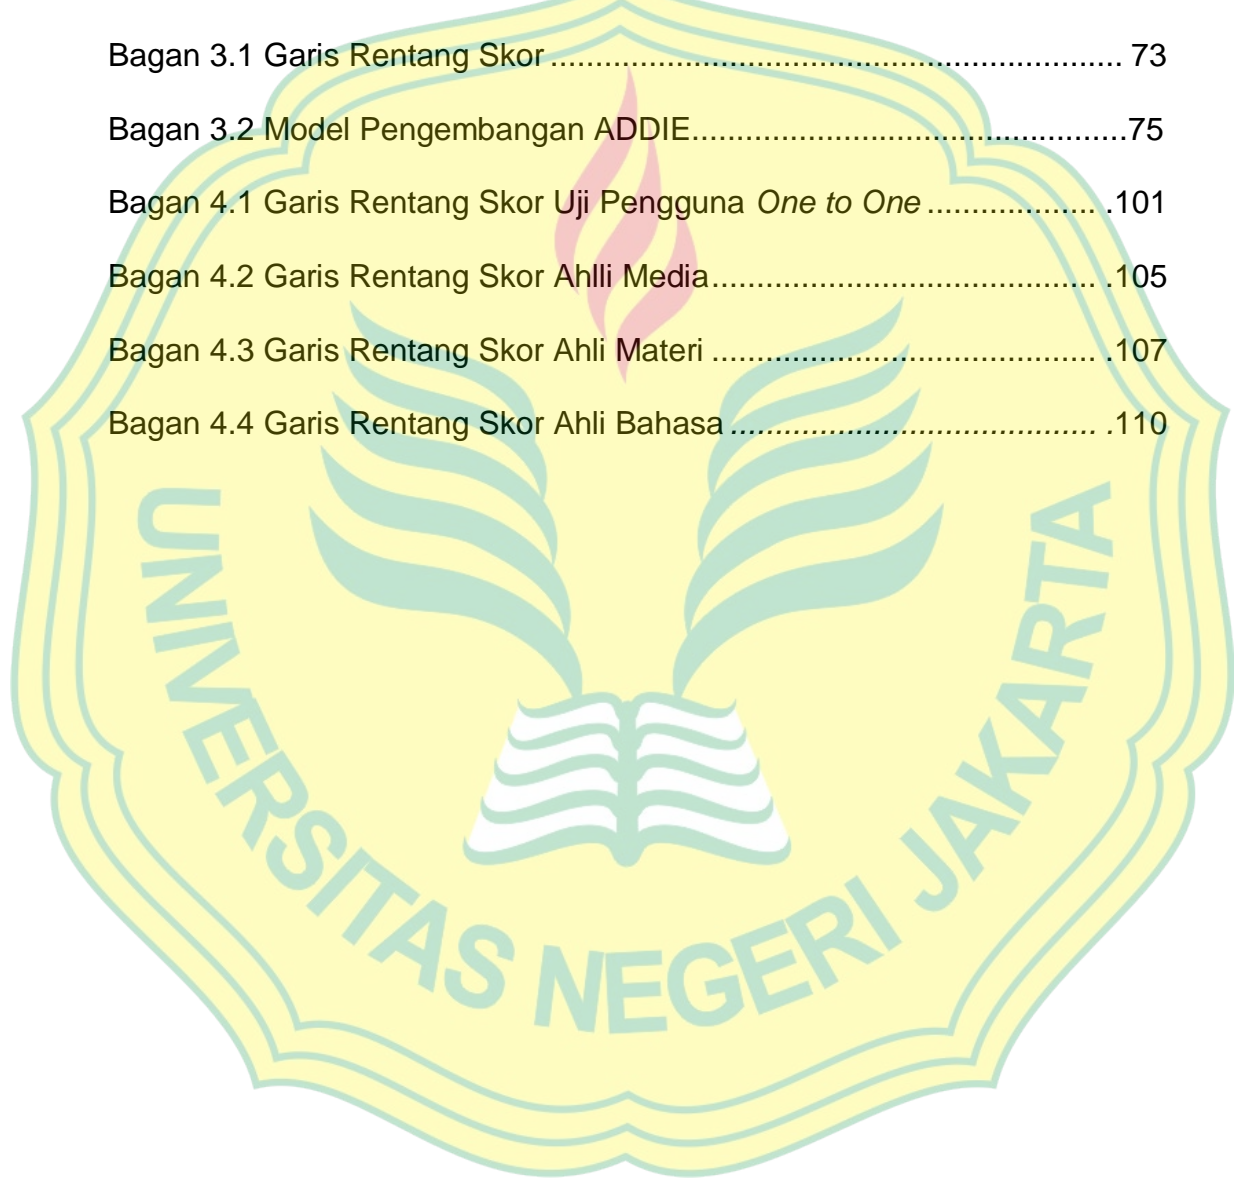 Bagan 3.1 Garis Rentang Skor ................................................................ 73
Bagan 3.2 Model Pengembangan ADDIE.................................................75
Bagan 4.1 Garis Rentang Skor Uji Pengguna One to One ................... .101
Bagan 4.2 Garis Rentang Skor Ahlli Media........................................... .105
Bagan 4.3 Garis Rentang Skor Ahli Materi ........................................... .107
Bagan 4.4 Garis Rentang Skor Ahli Bahasa ......................................... .110
UNIVERSITAS NEGERI JAKARTA